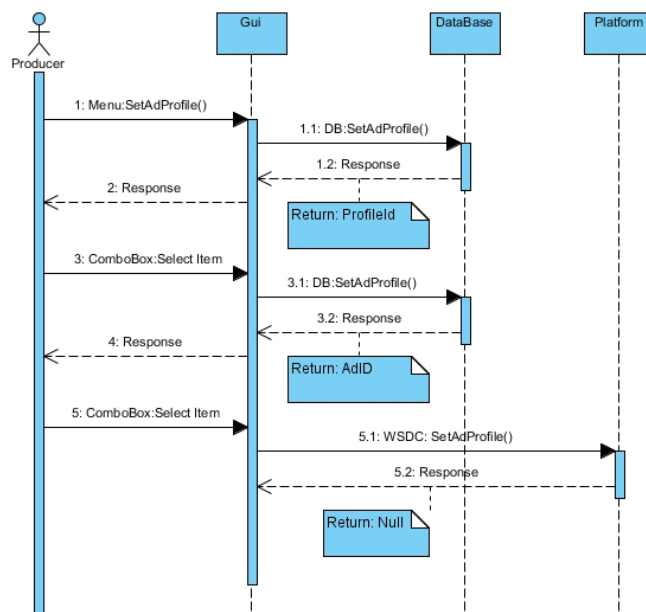 Gui
DataBase
Platform
Producer
1: Menu:SetAdProfile()
1.1: DB:SetAdProfile()
1.2: Response
2: Response
Return: ProfileId
3: ComboBox:Select Item
3.1: DB:SetAdProfile()
3.2: Response
4: Response
Return: AdID
5: ComboBox:Select Item
5.1: WSDC: SetAdProfile()
5.2: Response
Return: Null